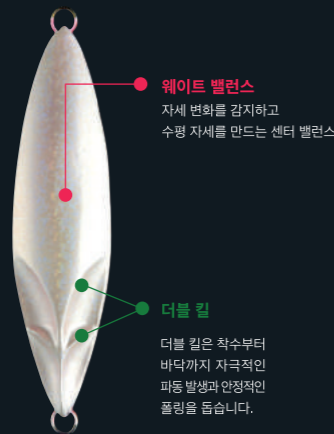 웨이트 밸런스
자세 변화를 감지하고
수평 자세를 만드는 센터 밸런스
더블 킬
더블 킬은 착수부터
바닥까지 자극적인
파동 발생과 안정적인
폴링을 돕습니다.